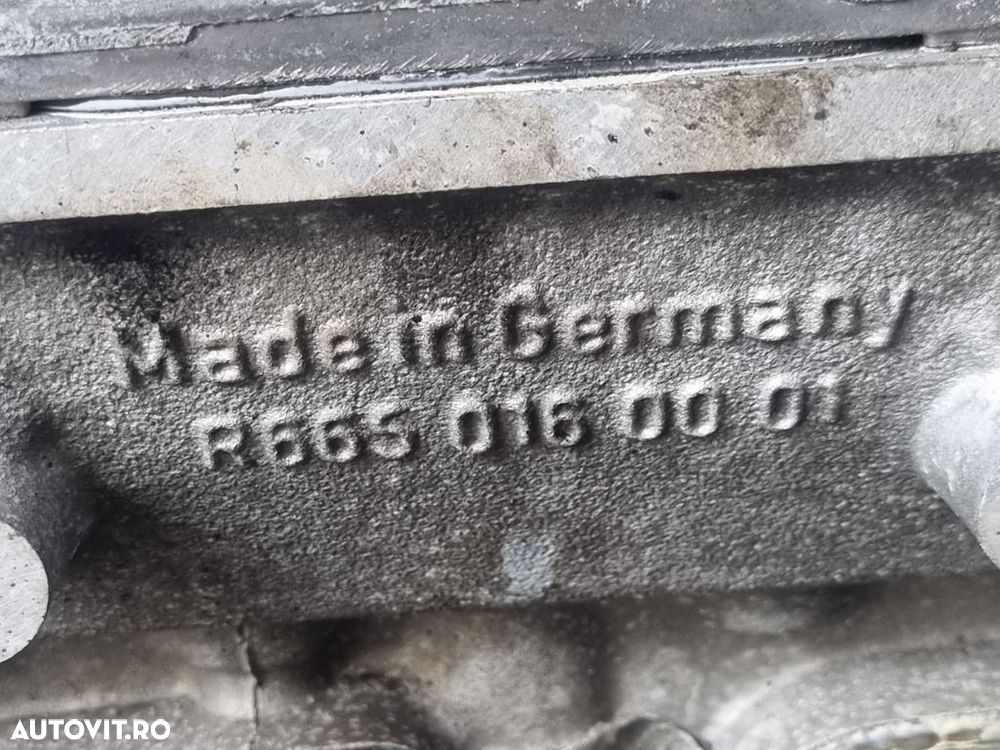 Made in Germany
R665 016 00 01
AUTOVIT.RO